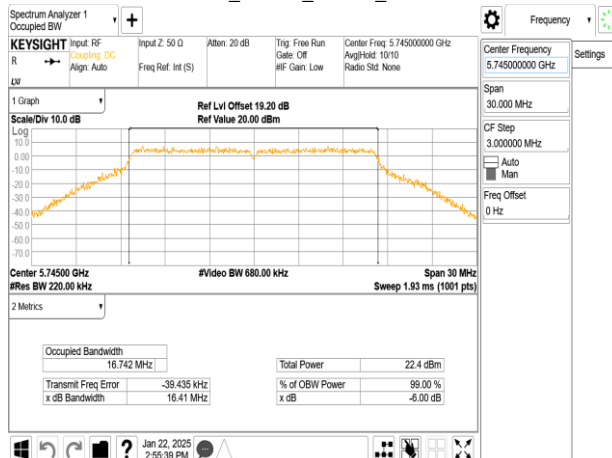 Spectrum Analyzer 1
Occupied BW
+
Frequency
KEYSIGHT
R
LXI
Input: RF
Coupling: DC
Align: Auto
Input Z: 50 Ω
Freq Ref: Int (S)
Atten: 20 dB
Trig: Free Run
Gate: Off
#IF Gain: Low
Center Freq: 5.745000000 GHz
Avg|Hold: 10/10
Radio Std: None
Center Frequency
5.745000000 GHz
Settings
Span
30.000 MHz
CF Step
3.000000 MHz
Auto
Man
Freq Offset
0 Hz
1 Graph
Scale/Div 10.0 dB
Ref Lvl Offset 19.20 dB
Ref Value 20.00 dBm
Log
10.0
0.00
-10.0
-20.0
-30.0
-40.0
-50.0
-60.0
-70.0
Center 5.74500 GHz
#Res BW 220.00 kHz
#Video BW 680.00 kHz
Span 30 MHz
Sweep 1.93 ms (1001 pts)
2 Metrics
Occupied Bandwidth
16.742 MHz
Total Power 22.4 dBm
Transmit Freq Error -39.435 kHz
% of OBW Power 99.00 %
x dB Bandwidth 16.41 MHz
x dB -6.00 dB
?
Jan 22, 2025
2:55:39 PM